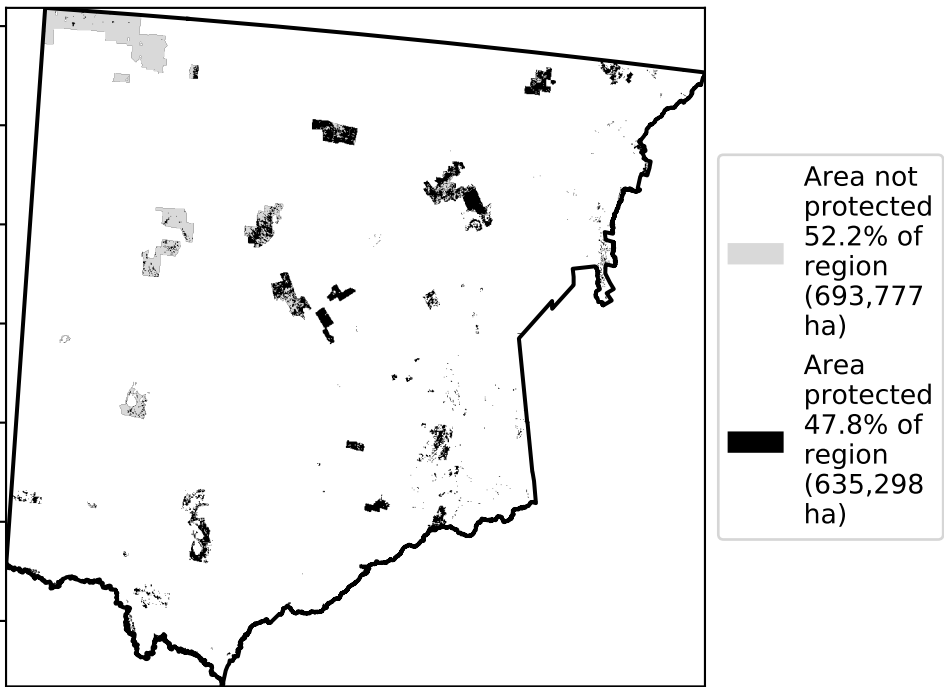 Area not
protected
52.2% of
region
(693,777
ha)
Area
protected
47.8% of
region
(635,298
ha)